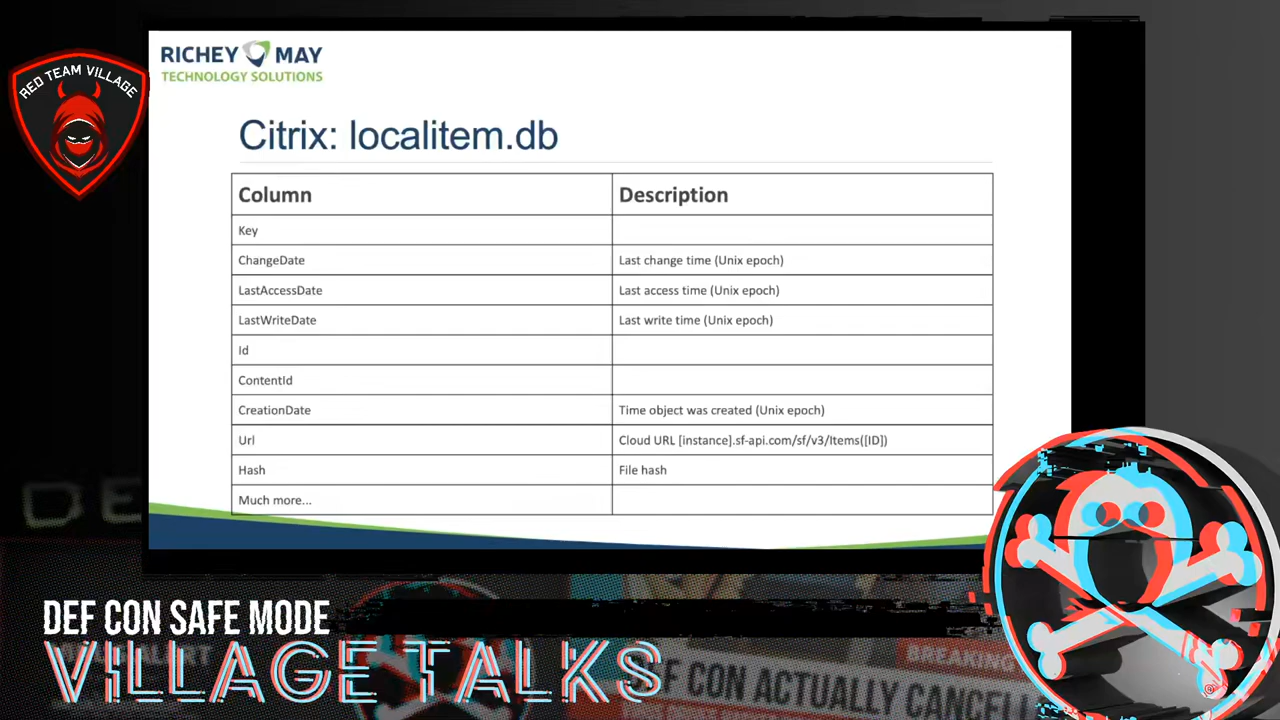 RED TEAM VILLAGE
RICHEY MAY
TECHNOLOGY SOLUTIONS
Citrix: localitem.db
Column Description
Key
ChangeDate Last change time (Unix epoch)
LastAccessDate Last access time (Unix epoch)
LastWriteDate Last write time (Unix epoch)
Id
ContentId
CreationDate Time object was created (Unix epoch)
Url Cloud URL [instance].sf-api.com/sf/v3/Items([ID])
Hash File hash
Much more...
DEF CON SAFE MODE
VILLAGE TALKS
BREAKING
DEF CON ACTUALLY